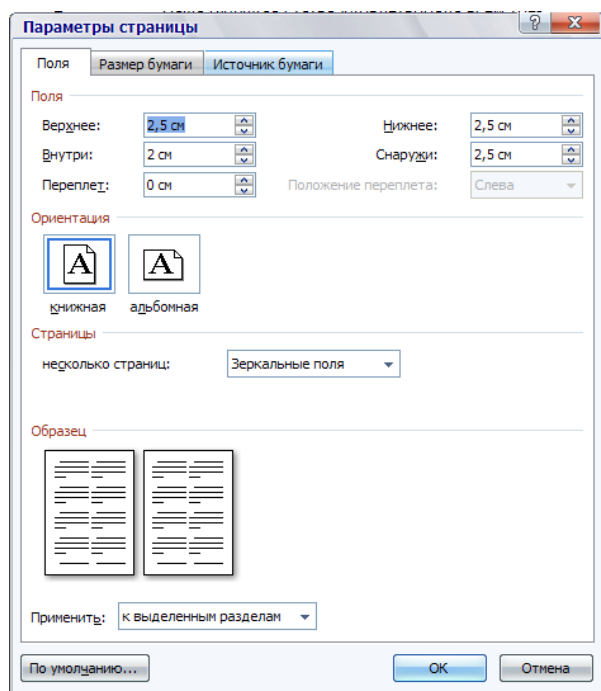 Параметры страницы
Поля Размер бумаги Источник бумаги
Поля
Верхнее: 2,5 см Нижнее: 2,5 см
Внутри: 2 см Снаружи: 2,5 см
Переплет: 0 см Положение переплета: Слева
Ориентация
A A
книжная альбомная
Страницы
несколько страниц: Зеркальные поля
Образец
Применить: к выделенным разделам
По умолчанию... ОК Отмена